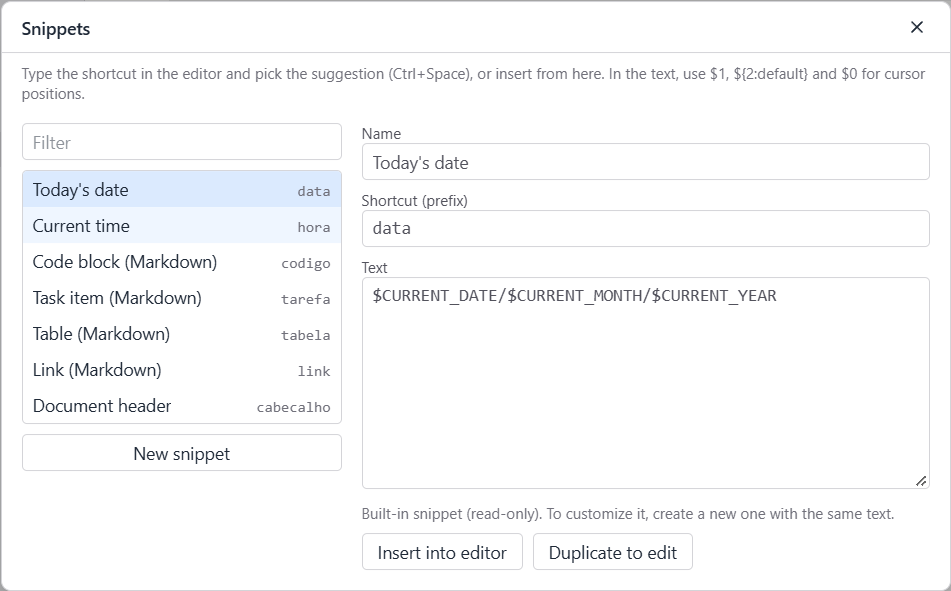 Snippets
Type the shortcut in the editor and pick the suggestion (Ctrl+Space), or insert from here. In the text, use $1, ${2:default} and $0 for cursor
positions.
Filter
Today's date data
Current time hora
Code block (Markdown) codigo
Task item (Markdown) tarefa
Table (Markdown) tabela
Link (Markdown) link
Document header cabecalho
New snippet
Name
Today's date
Shortcut (prefix)
data
Text
$CURRENT_DATE/$CURRENT_MONTH/$CURRENT_YEAR
Built-in snippet (read-only). To customize it, create a new one with the same text.
Insert into editor
Duplicate to edit